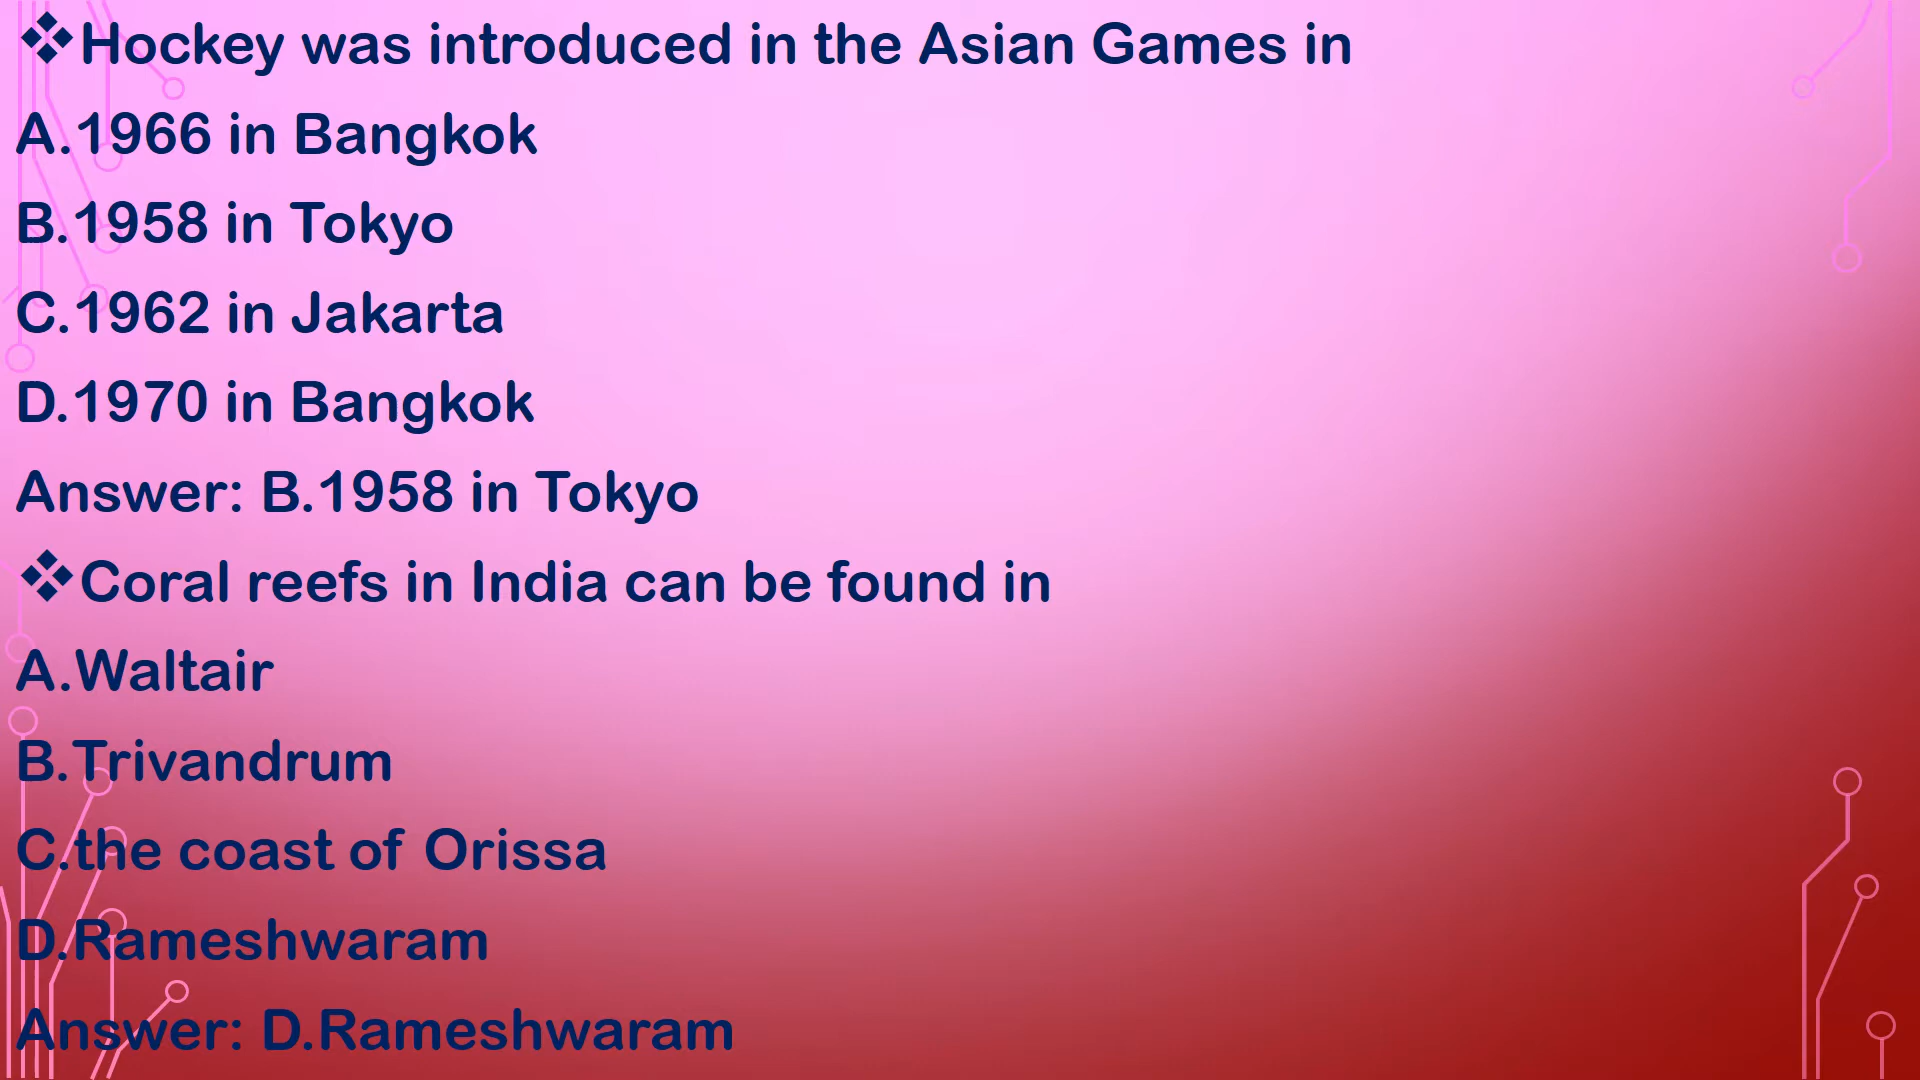 ❖Hockey was introduced in the Asian Games in
A.1966 in Bangkok
B.1958 in Tokyo
C.1962 in Jakarta
D.1970 in Bangkok
Answer: B.1958 in Tokyo
❖Coral reefs in India can be found in
A.Waltair
B.Trivandrum
C.the coast of Orissa
D.Rameshwaram
Answer: D.Rameshwaram